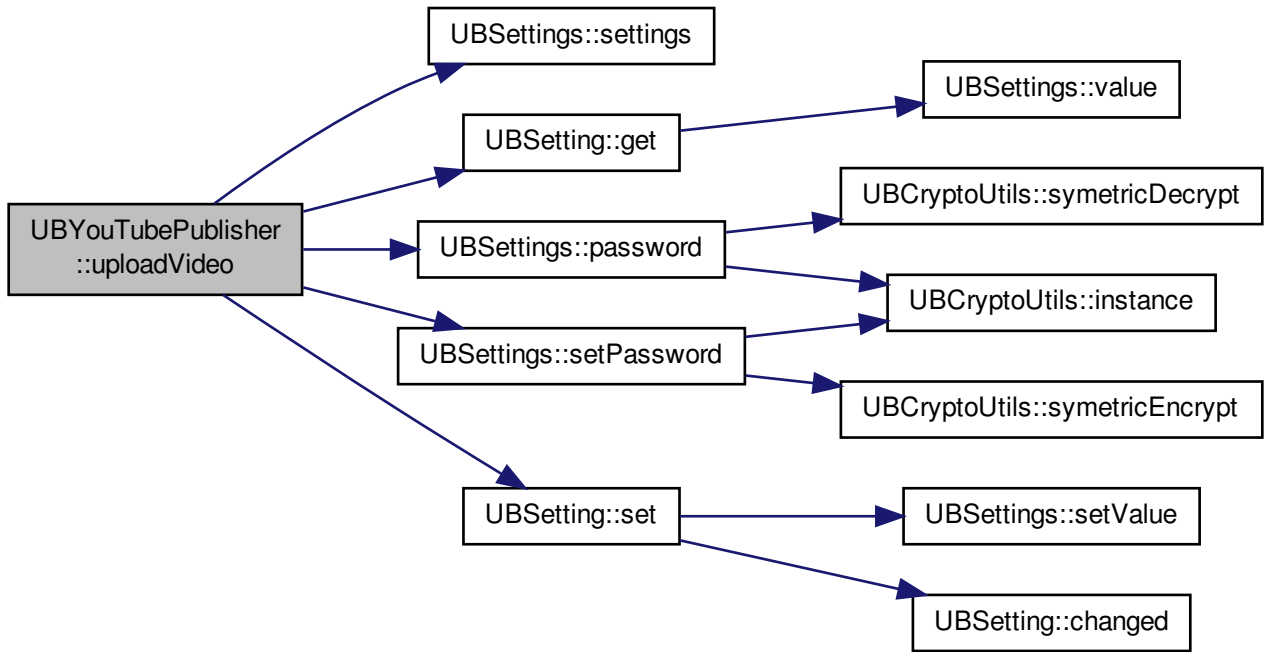 UBSettings::settings
UBSettings::value
UBSetting::get
UBCryptoUtils::symetricDecrypt
UBYouTubePublisher
::uploadVideo
UBSettings::password
UBCryptoUtils::instance
UBSettings::setPassword
UBCryptoUtils::symetricEncrypt
UBSetting::set
UBSettings::setValue
UBSetting::changed